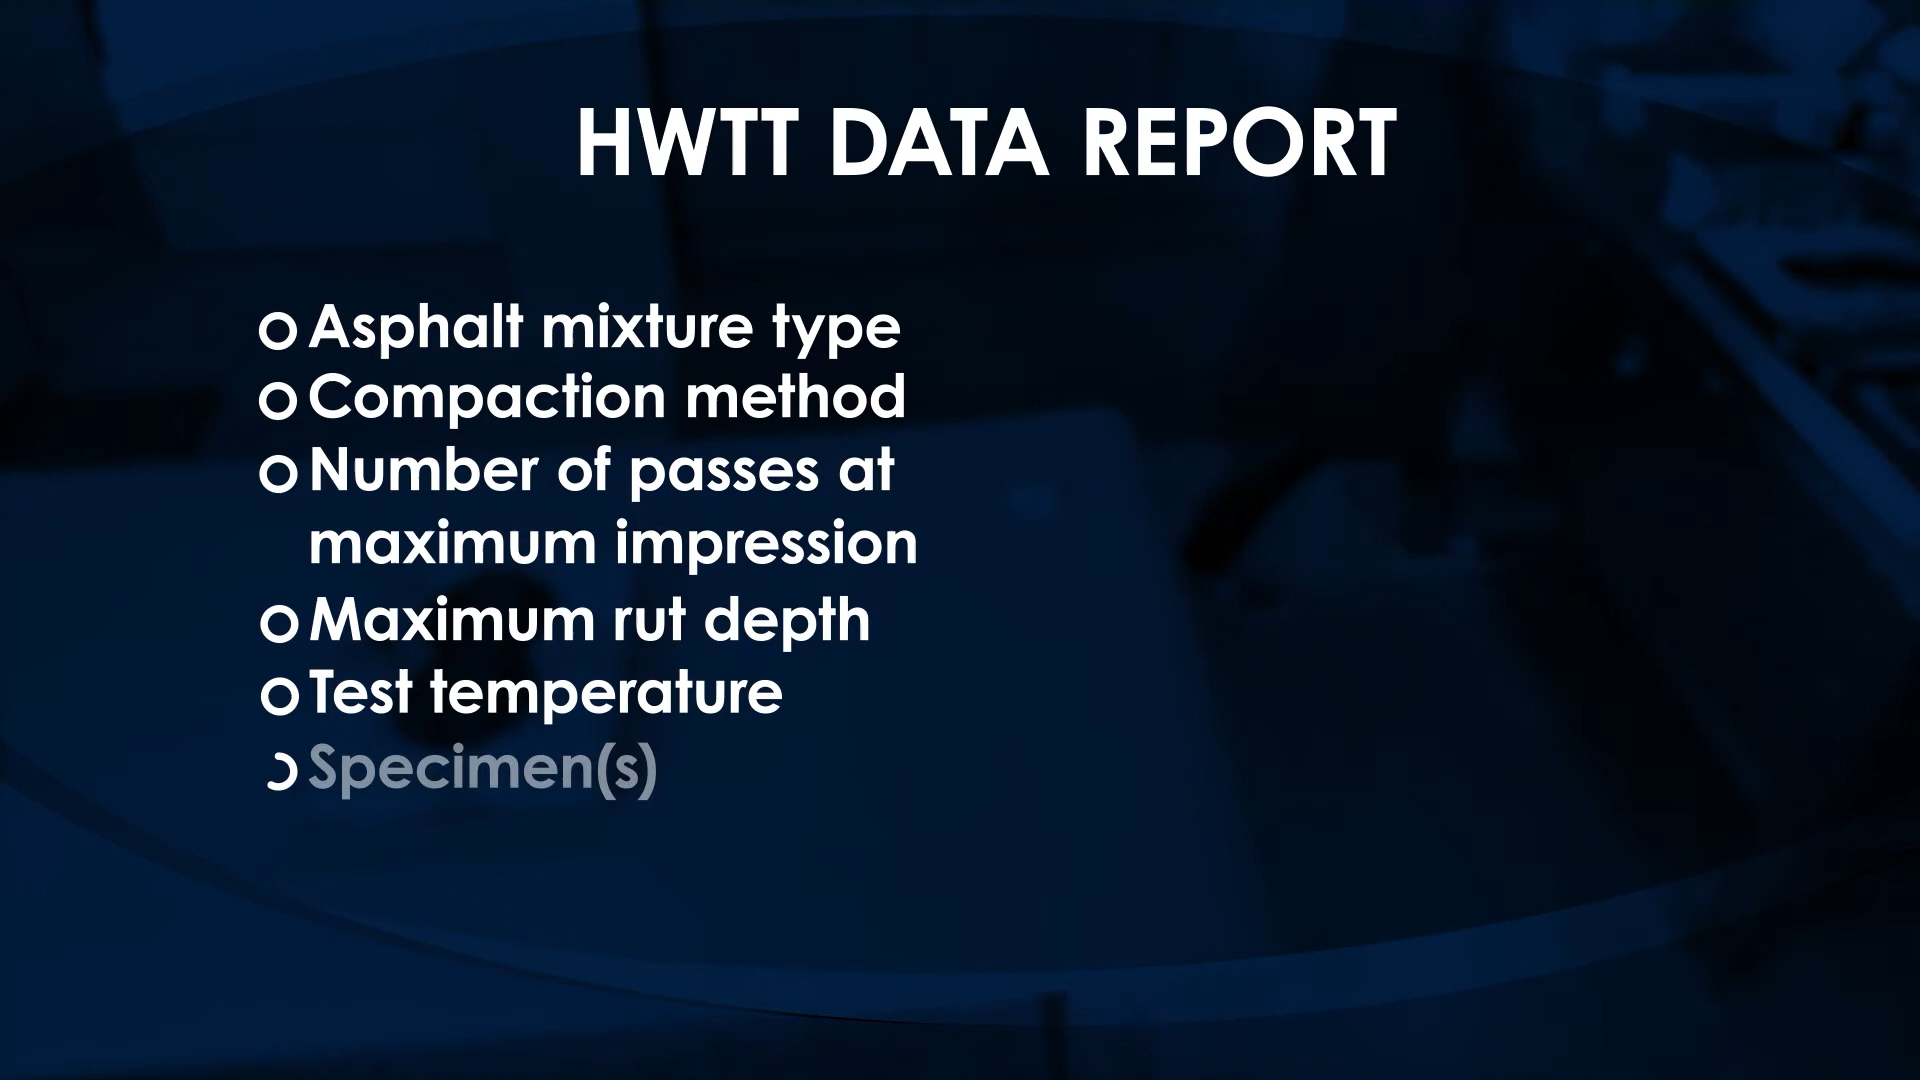 HWTT DATA REPORT
Asphalt mixture type
Compaction method
Number of passes at
maximum impression
Maximum rut depth
Test temperature
Specimen(s)